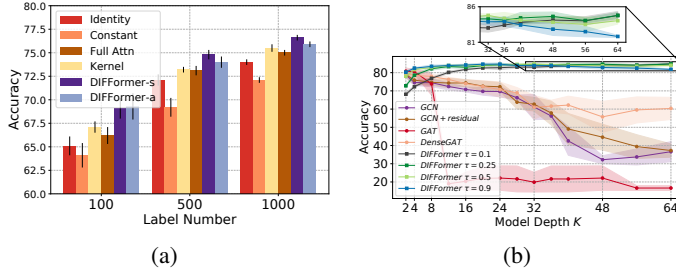 77.5
75.0
72.5
70.0
67.5
65.0
62.5
60.0
Accuracy
Identity
Constant
Full Attn
Kernel
DIFFormer-s
DIFFormer-a
100
500
1000
Label Number
(a)
86
81
32
36
40
44
48
56
64
80
70
60
50
40
30
20
Accuracy
GCN
GCN + residual
GAT
DenseGAT
DIFFormer τ = 0.1
DIFFormer τ = 0.25
DIFFormer τ = 0.5
DIFFormer τ = 0.9
2 4 8 16 24 32 48 64
Model Depth K
(b)